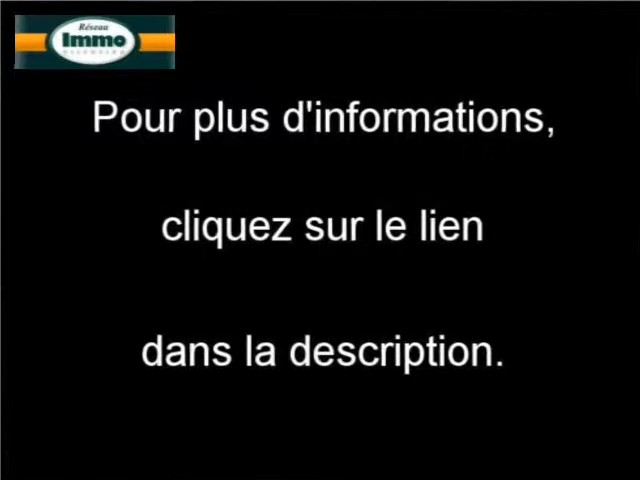 Réseau
Immo
Pour plus d'informations,
cliquez sur le lien
dans la description.